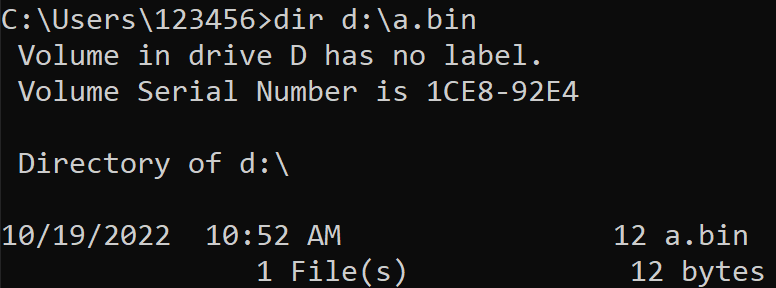 C:\Users\123456>dir d:\a.bin
Volume in drive D has no label.
Volume Serial Number is 1CE8-92E4
Directory of d:\
10/19/2022  10:52 AM                12 a.bin
1 File(s)             12 bytes